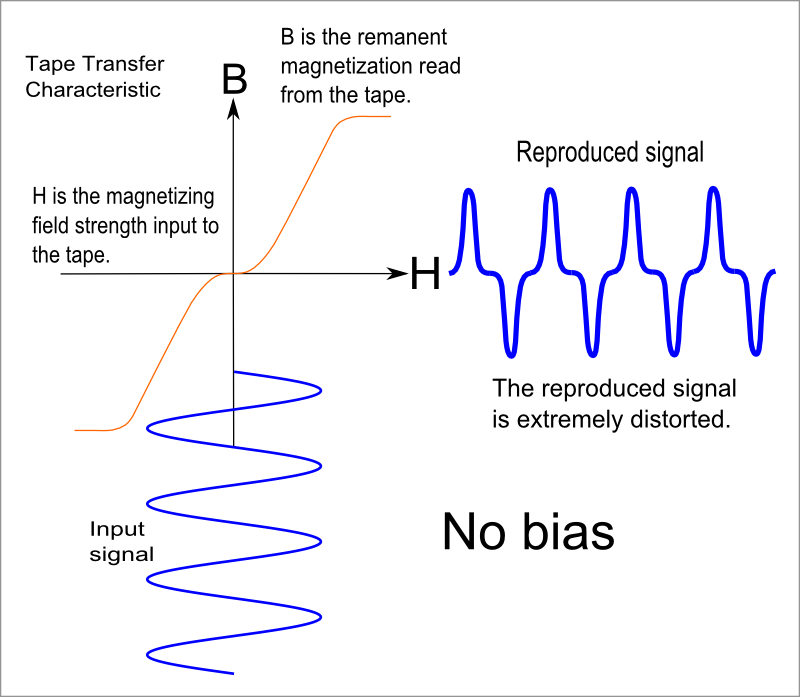 Tape Transfer
Characteristic
B
B is the remanent
magnetization read
from the tape.
H is the magnetizing
field strength input to
the tape.
H
Reproduced signal
The reproduced signal
is extremely distorted.
Input
signal
No bias